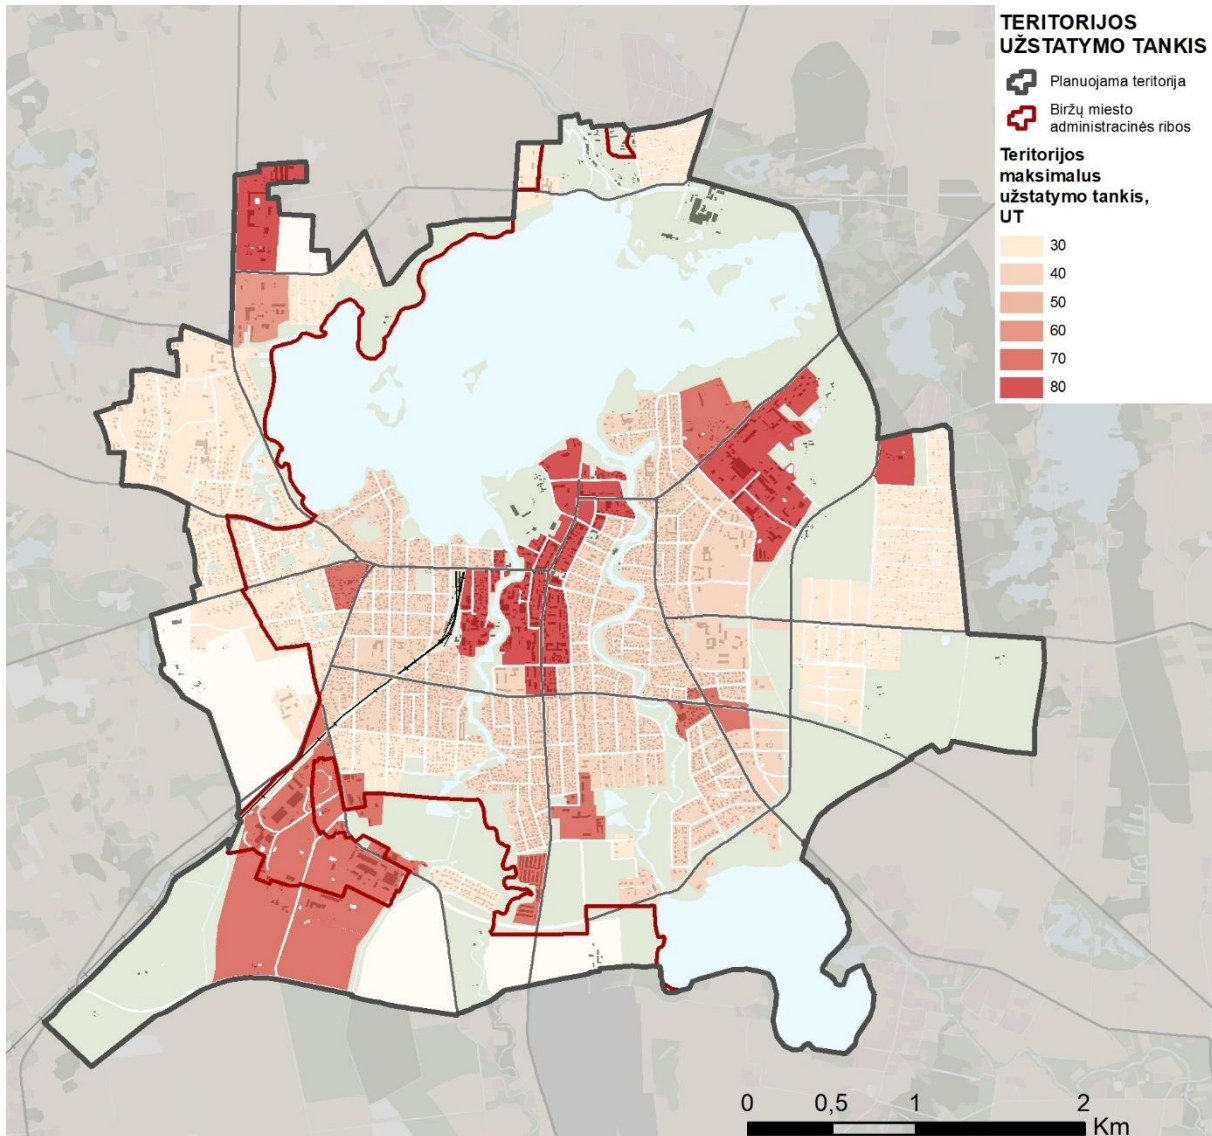 TERITORIJOS
UŽSTATYMO TANKIS
Planuojama teritorija
Biržų miesto
administracinės ribos
Teritorijos
maksimalus
užstatymo tankis,
UT
30
40
50
60
70
80
0 0,5 1 2
Km